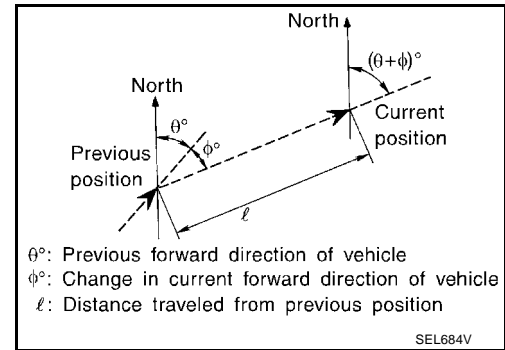 North
(θ+φ)°
North
θ°
φ°
Current
position
Previous
position
ℓ
θ°: Previous forward direction of vehicle
φ°: Change in current forward direction of vehicle
ℓ: Distance traveled from previous position
SEL684V